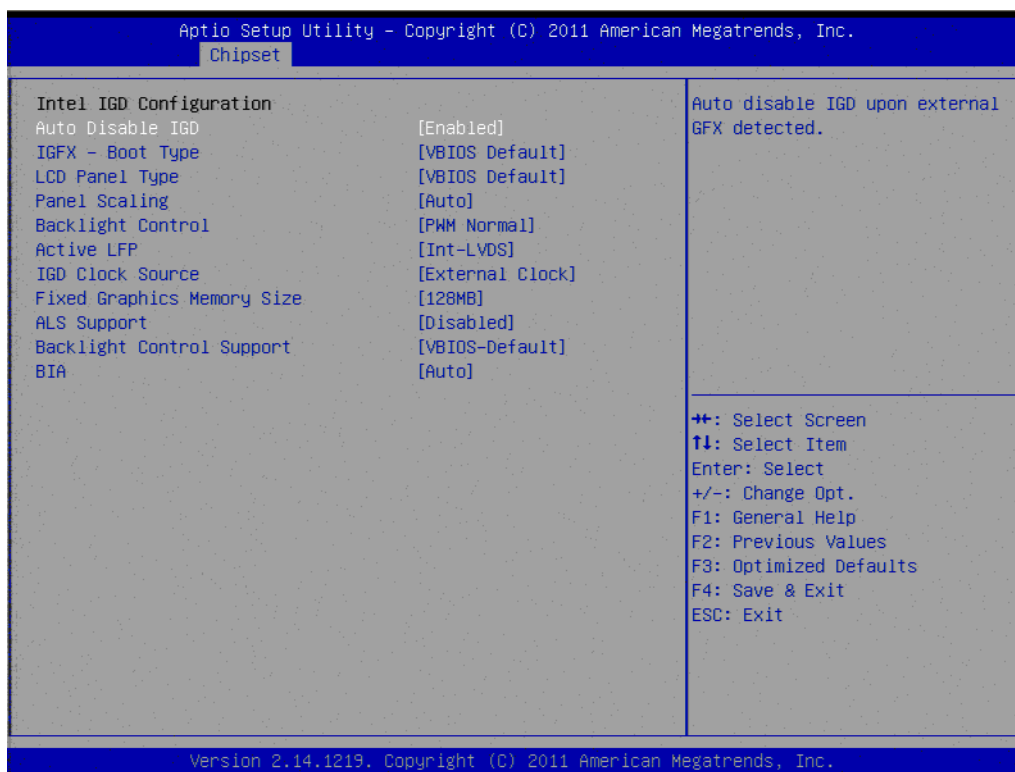 Aptio Setup Utility – Copyright (C) 2011 American Megatrends, Inc.
Chipset
Intel IGD Configuration
Auto Disable IGD [Enabled]
IGFX – Boot Type [VBIOS Default]
LCD Panel Type [VBIOS Default]
Panel Scaling [Auto]
Backlight Control [PWM Normal]
Active LFP [Int-LVDS]
IGD Clock Source [External Clock]
Fixed Graphics Memory Size [128MB]
ALS Support [Disabled]
Backlight Control Support [VBIOS-Default]
BIA [Auto]
Auto disable IGD upon external
GFX detected.
→←: Select Screen
↑↓: Select Item
Enter: Select
+/-: Change Opt.
F1: General Help
F2: Previous Values
F3: Optimized Defaults
F4: Save & Exit
ESC: Exit
Version 2.14.1219. Copyright (C) 2011 American Megatrends, Inc.